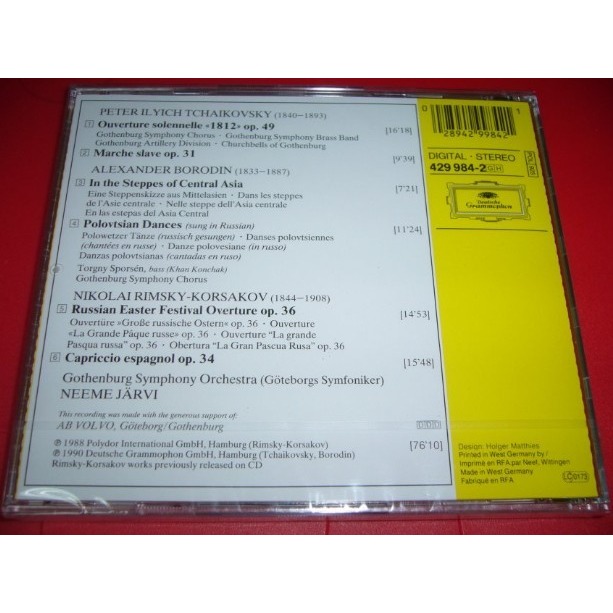 PETER ILYICH TCHAIKOVSKY (1840–1893)
1 Ouverture solennelle «1812» op. 49 [16'18]
Gothenburg Symphony Chorus · Gothenburg Symphony Brass Band
Gothenburg Artillery Division · Churchbells of Gothenburg
2 Marche slave op. 31 [9'39]
ALEXANDER BORODIN (1833–1887)
3 In the Steppes of Central Asia [7'21]
Eine Steppenskizze aus Mittelasien · Dans les steppes
de l'Asie centrale · Nelle steppe dell'Asia centrale
En las estepas del Asia Central
4 Polovtsian Dances (sung in Russian) [11'24]
Polowetzer Tänze (russisch gesungen) · Danses polovtsiennes
(chantées en russe) · Danze polovesiane (in russo)
Danzas polovtsianas (cantadas en ruso)
Torgny Sporsén, bass (Khan Konchak)
Gothenburg Symphony Chorus
NIKOLAI RIMSKY-KORSAKOV (1844–1908)
5 Russian Easter Festival Overture op. 36 [14'53]
Ouvertüre «Große russische Ostern» op. 36 · Ouverture
«La Grande Pâque russe» op. 36 · Ouverture "La grande
Pasqua russa" op. 36 · Obertura "La Gran Pascua Rusa" op. 36
6 Capriccio espagnol op. 34 [15'48]
Gothenburg Symphony Orchestra (Göteborgs Symfoniker)
NEEME JÄRVI
This recording was made with the generous support of:
AB VOLVO, Göteborg/Gothenburg DDD
℗ 1988 Polydor International GmbH, Hamburg (Rimsky-Korsakov) [76'10]
℗ 1990 Deutsche Grammophon GmbH, Hamburg (Tchaikovsky, Borodin)
Rimsky-Korsakov works previously released on CD
0 28942 99842 1
DIGITAL · STEREO
429 984-2 GH
Deutsche
Grammophon
Design: Holger Matthies
Printed in West Germany by /
Imprimé en RFA par Neef, Wittingen
Made in West Germany
Fabriqué en RFA
LC 0173